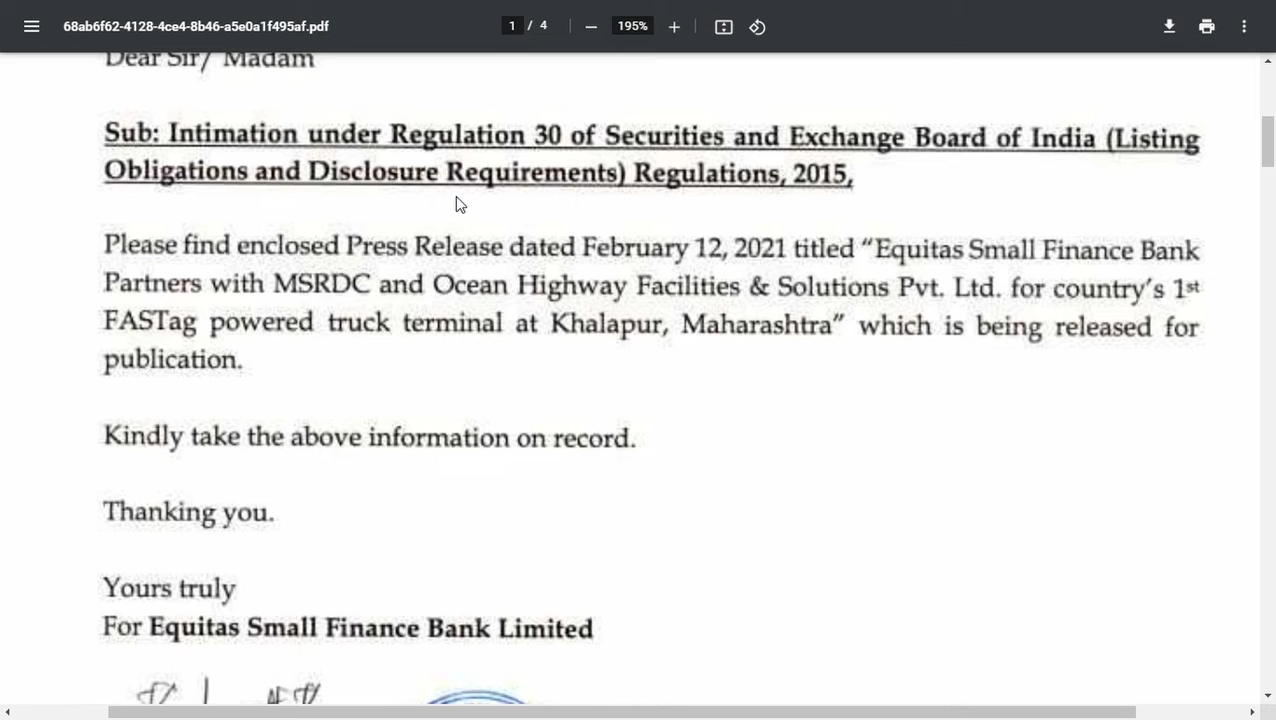 68ab6f62-4128-4ce4-8b46-a5e0a1f495af.pdf
1 / 4
195%
Dear Sir/ Madam
Sub: Intimation under Regulation 30 of Securities and Exchange Board of India (Listing
Obligations and Disclosure Requirements) Regulations, 2015,
Please find enclosed Press Release dated February 12, 2021 titled “Equitas Small Finance Bank
Partners with MSRDC and Ocean Highway Facilities & Solutions Pvt. Ltd. for country’s 1st
FASTag powered truck terminal at Khalapur, Maharashtra” which is being released for
publication.
Kindly take the above information on record.
Thanking you.
Yours truly
For Equitas Small Finance Bank Limited